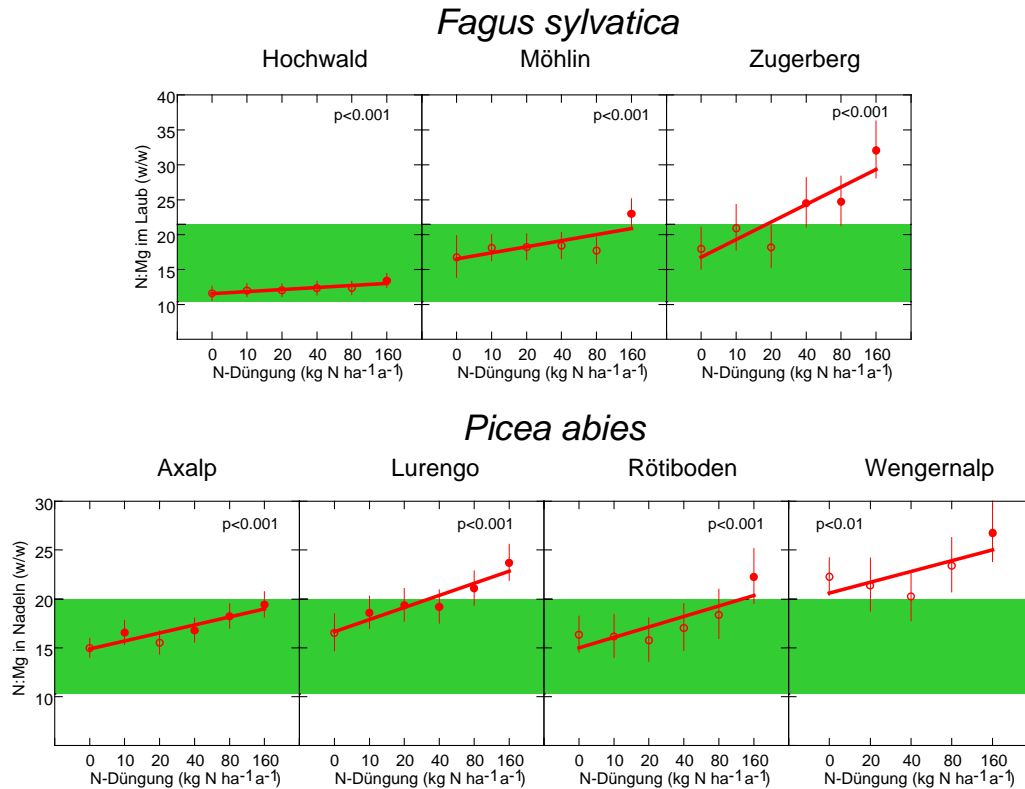 Fagus sylvatica
Hochwald Möhlin Zugerberg
N:Mg im Laub (w/w)
40
35
30
25
20
15
10
p<0.001 p<0.001 p<0.001
0 10 20 40 80 160 0 10 20 40 80 160 0 10 20 40 80 160
N-Düngung (kg N ha-1 a-1) N-Düngung (kg N ha-1 a-1) N-Düngung (kg N ha-1 a-1)
Picea abies
Axalp Lurengo Rötiboden Wengernalp
N:Mg in Nadeln (w/w)
30
25
20
15
10
p<0.001 p<0.001 p<0.001 p<0.01
0 10 20 40 80 160 0 10 20 40 80 160 0 10 20 40 80 160 0 20 40 80 160
N-Düngung (kg N ha-1 a-1) N-Düngung (kg N ha-1 a-1) N-Düngung (kg N ha-1 a-1) N-Düngung (kg N ha-1 a-1)